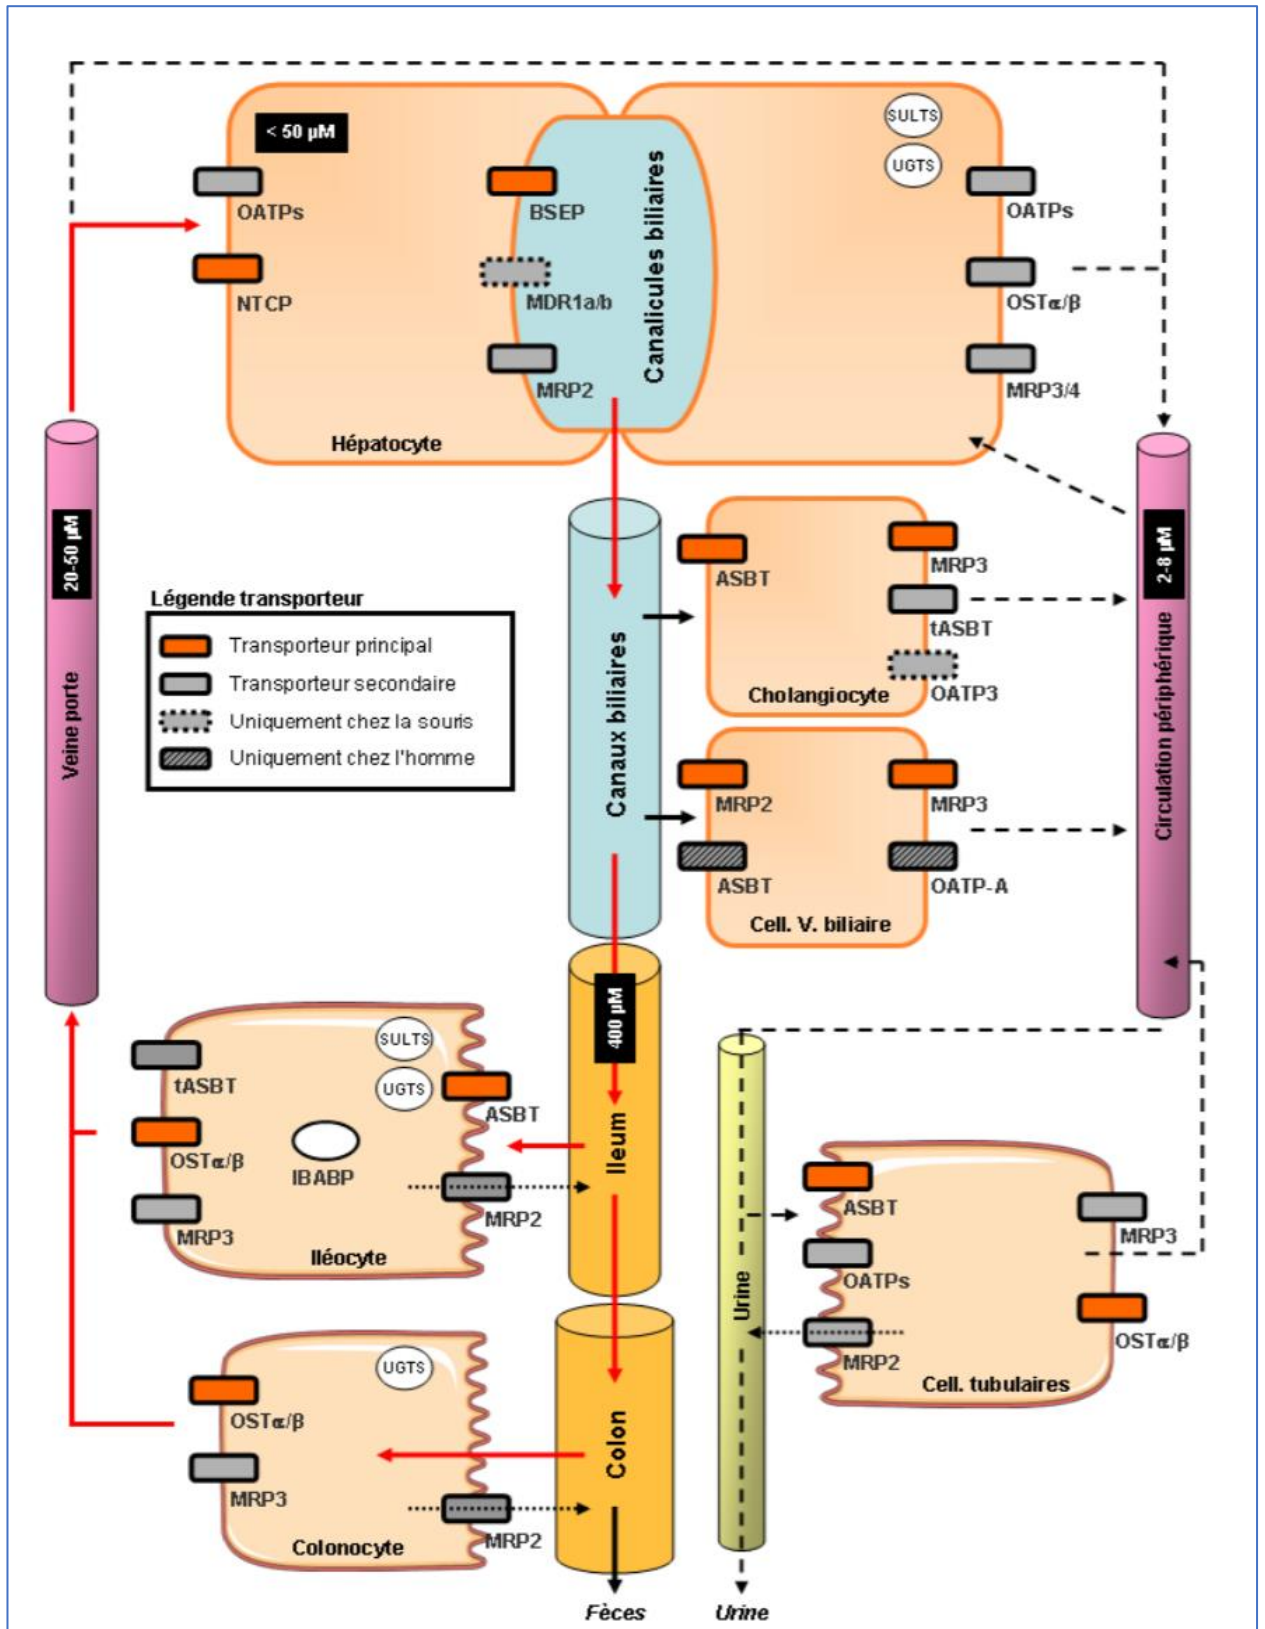 < 50 µM
OATPs
NTCP
BSEP
MDR1a/b
MRP2
Hépatocyte
Canalicules biliaires
SULTS
UGTS
OATPs
OSTα/β
MRP3/4
20-50 µM
Veine porte
Légende transporteur
Transporteur principal
Transporteur secondaire
Uniquement chez la souris
Uniquement chez l'homme
Canaux biliaires
ASBT
MRP3
tASBT
OATP3
Cholangiocyte
MRP2
ASBT
MRP3
OATP-A
Cell. V. biliaire
2-8 µM
Circulation périphérique
400 µM
Ileum
SULTS
UGTS
tASBT
OSTα/β
MRP3
IBABP
ASBT
MRP2
Iléocyte
Urine
ASBT
OATPs
MRP2
MRP3
OSTα/β
Cell. tubulaires
UGTS
OSTα/β
MRP3
MRP2
Colonocyte
Colon
Fèces
Urine